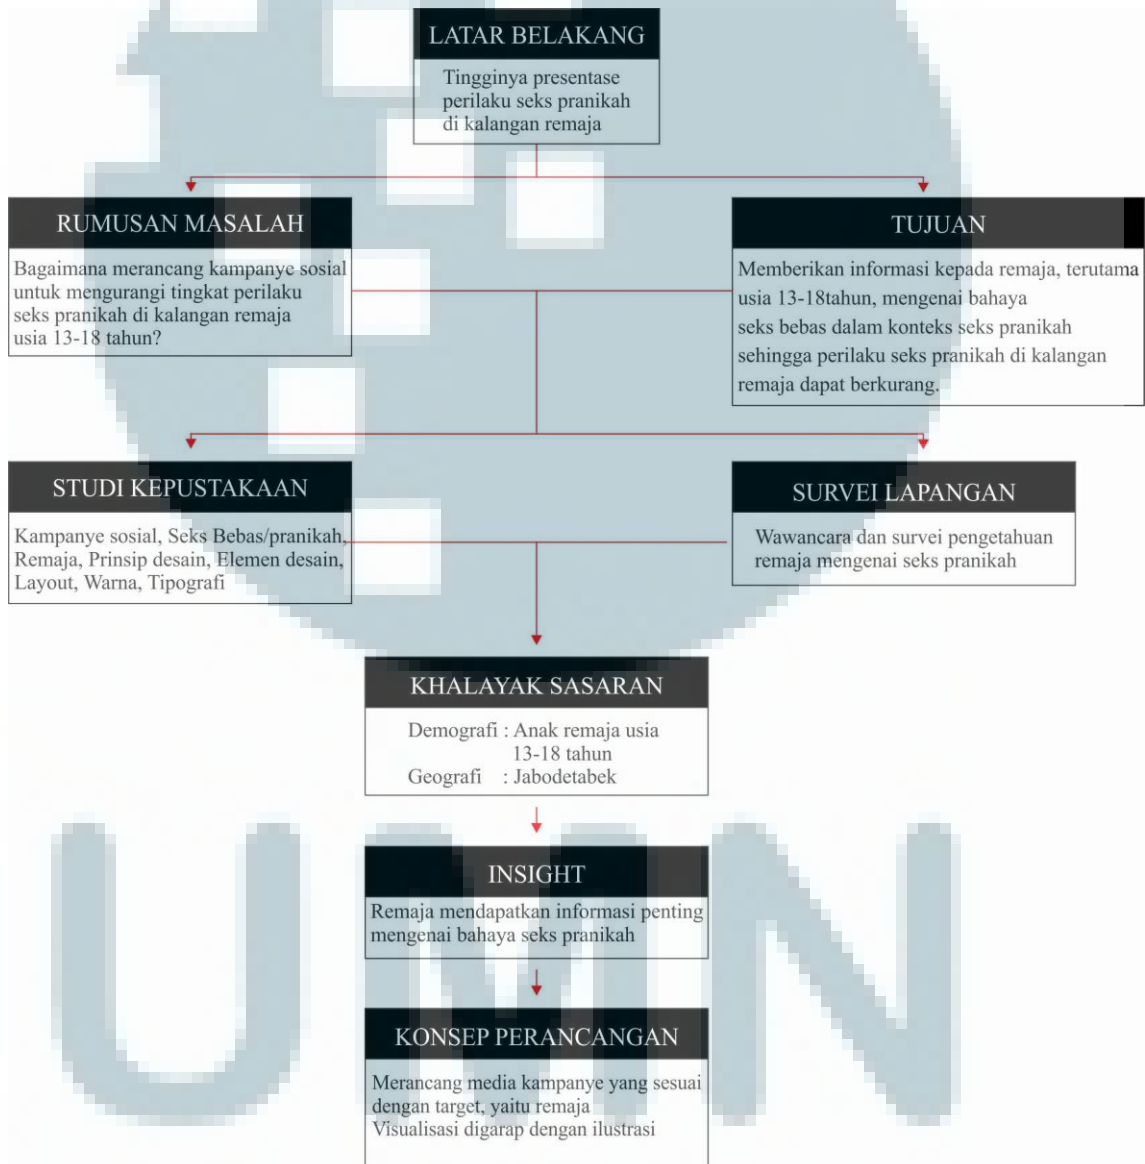 LATAR BELAKANG
Tingginya presentase
perilaku seks pranikah
di kalangan remaja
RUMUSAN MASALAH
Bagaimana merancang kampanye sosial
untuk mengurangi tingkat perilaku
seks pranikah di kalangan remaja
usia 13-18 tahun?
TUJUAN
Memberikan informasi kepada remaja, terutama
usia 13-18tahun, mengenai bahaya
seks bebas dalam konteks seks pranikah
sehingga perilaku seks pranikah di kalangan
remaja dapat berkurang.
STUDI KEPUSTAKAAN
Kampanye sosial, Seks Bebas/pranikah,
Remaja, Prinsip desain, Elemen desain,
Layout, Warna, Tipografi
SURVEI LAPANGAN
Wawancara dan survei pengetahuan
remaja mengenai seks pranikah
KHALAYAK SASARAN
Demografi : Anak remaja usia
13-18 tahun
Geografi : Jabodetabek
INSIGHT
Remaja mendapatkan informasi penting
mengenai bahaya seks pranikah
KONSEP PERANCANGAN
Merancang media kampanye yang sesuai
dengan target, yaitu remaja
Visualisasi digarap dengan ilustrasi
UMN